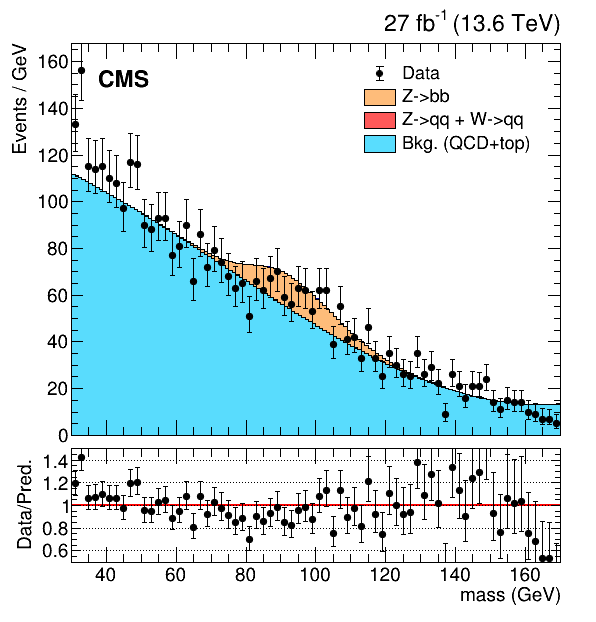 27 fb⁻¹ (13.6 TeV)
Events / GeV
CMS
Data
Z->bb
Z->qq + W->qq
Bkg. (QCD+top)
160
140
120
100
80
60
40
20
0
Data/Pred.
1.4
1.2
1
0.8
0.6
40 60 80 100 120 140 160
mass (GeV)